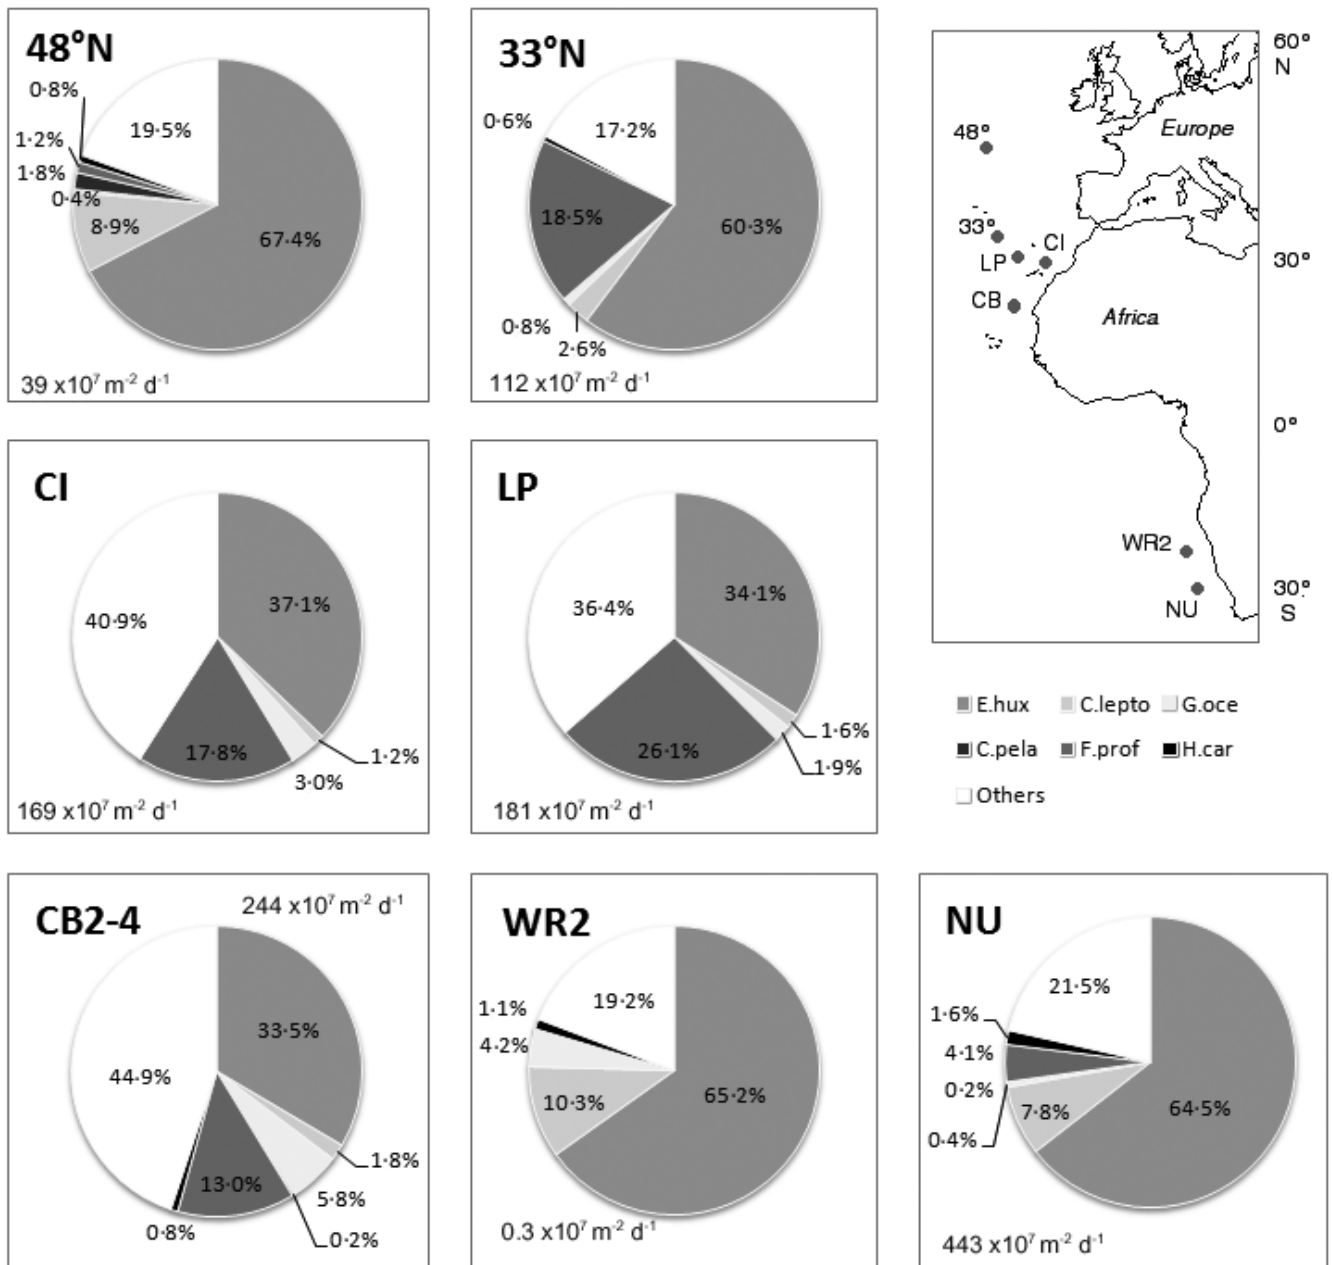 48°N
0·8%
1·2%
1·8%
0·4%
8·9%
19·5%
67·4%
39 x10⁷ m⁻² d⁻¹
33°N
0·6%
17·2%
18·5%
60·3%
0·8%
2·6%
112 x10⁷ m⁻² d⁻¹
60°
N
48°
Europe
33°
CI
LP
30°
CB
Africa
0°
WR2
30°
NU
S
CI
40·9%
37·1%
17·8%
1·2%
3·0%
169 x10⁷ m⁻² d⁻¹
LP
36·4%
34·1%
26·1%
1·6%
1·9%
181 x10⁷ m⁻² d⁻¹
E.hux C.lepto G.oce
C.pela F.prof H.car
Others
CB2-4
244 x10⁷ m⁻² d⁻¹
44·9%
33·5%
13·0%
1·8%
5·8%
0·8%
0·2%
WR2
1·1%
19·2%
4·2%
10·3%
65·2%
0.3 x10⁷ m⁻² d⁻¹
NU
21·5%
1·6%
4·1%
0·2%
0·4%
7·8%
64·5%
443 x10⁷ m⁻² d⁻¹